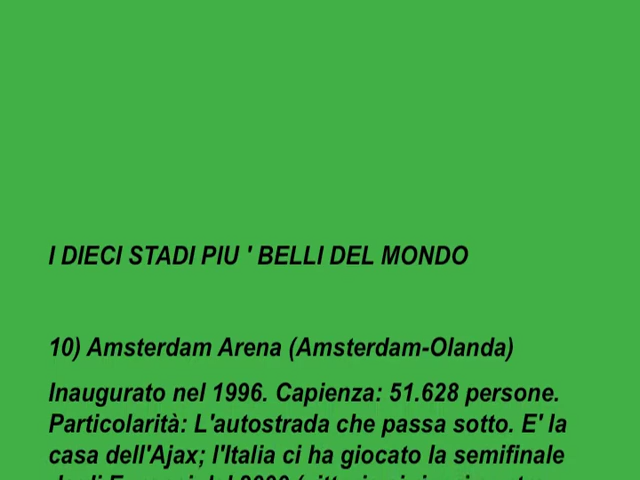 I DIECI STADI PIU ' BELLI DEL MONDO
10) Amsterdam Arena (Amsterdam-Olanda)
Inaugurato nel 1996. Capienza: 51.628 persone.
Particolarità: L'autostrada che passa sotto. E' la
casa dell'Ajax; l'Italia ci ha giocato la semifinale